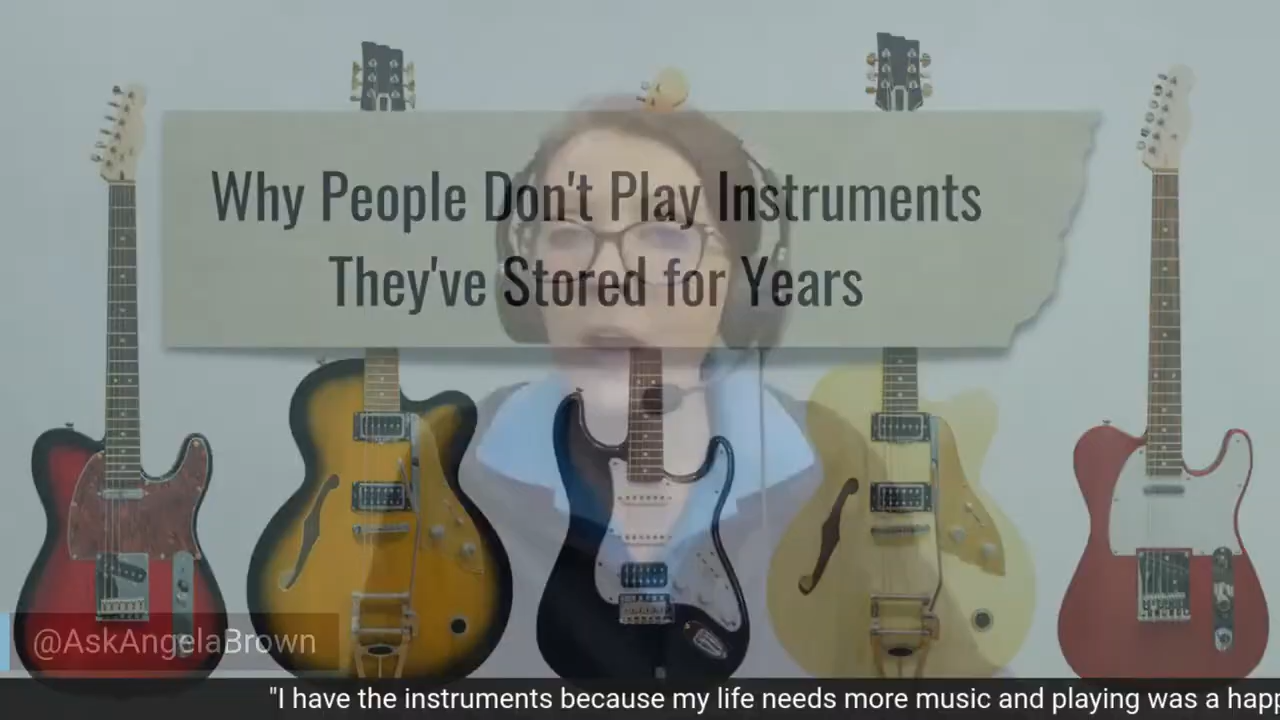 Why People Don't Play Instruments
They've Stored for Years
@AskAngelaBrown
"I have the instruments because my life needs more music and playing was a